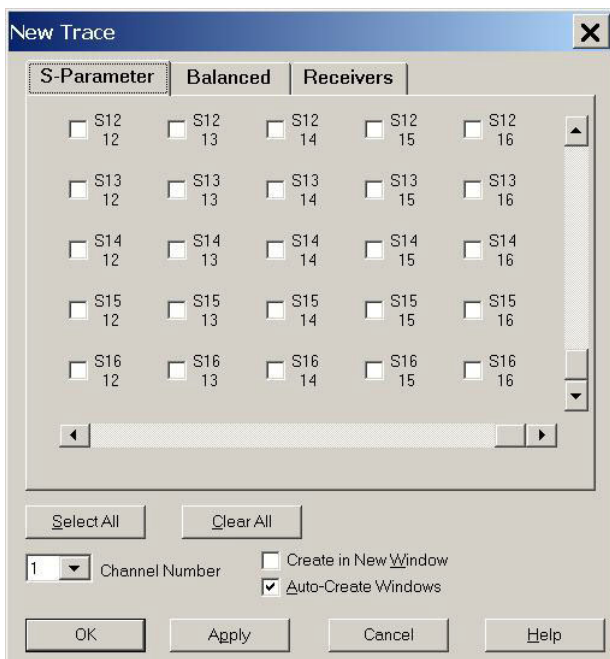 New Trace
S-Parameter Balanced Receivers
S12 S12 S12 S12 S12
12 13 14 15 16
S13 S13 S13 S13 S13
12 13 14 15 16
S14 S14 S14 S14 S14
12 13 14 15 16
S15 S15 S15 S15 S15
12 13 14 15 16
S16 S16 S16 S16 S16
12 13 14 15 16
Select All Clear All
1 Channel Number
Create in New Window
Auto-Create Windows
OK Apply Cancel Help